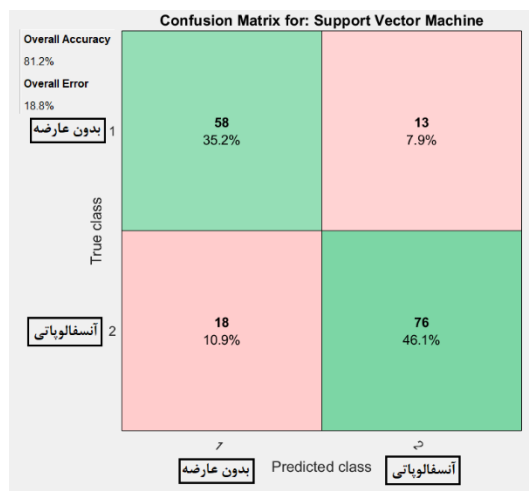 Confusion Matrix for: Support Vector Machine
Overall Accuracy
81.2%
Overall Error
18.8%
بدون عارضه 1
58
35.2%
13
7.9%
True class
آنسفالوپاتی 2
18
10.9%
76
46.1%
1
2
بدون عارضه
Predicted class
آنسفالوپاتی